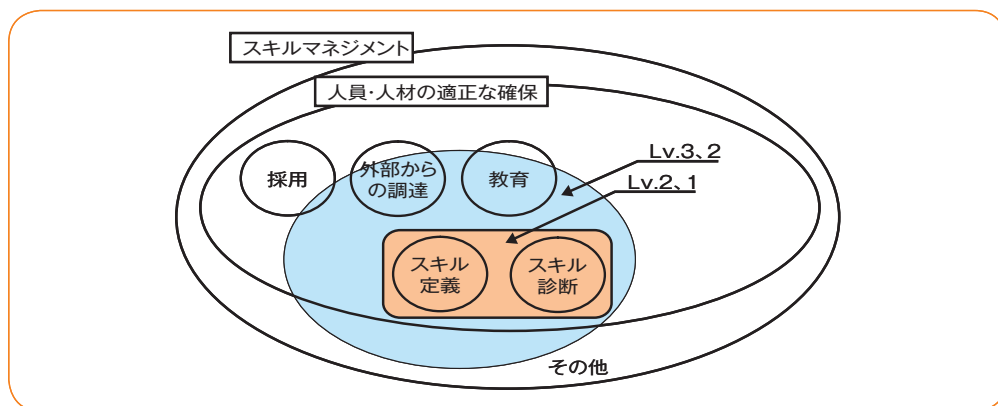 スキルマネジメント
人員・人材の適正な確保
採用
外部から
の調達
教育
Lv.3、2
Lv.2、1
スキル
定義
スキル
診断
その他